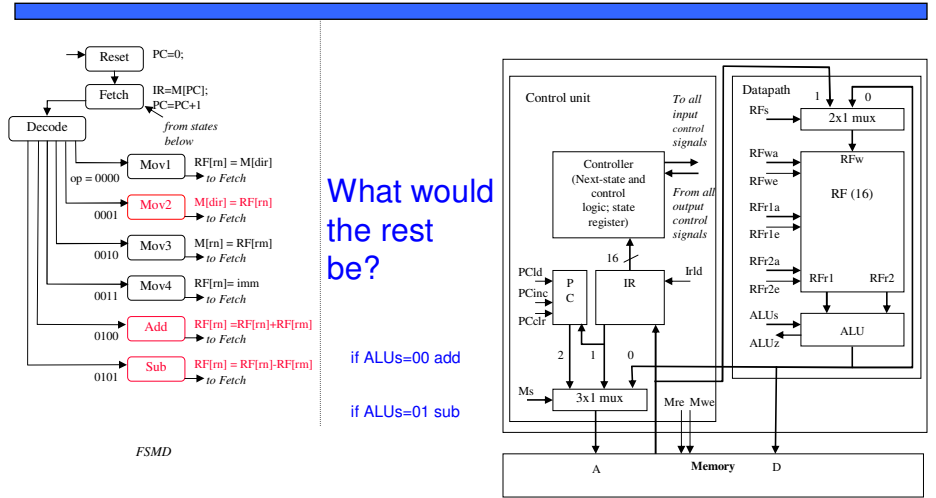 Reset
PC=0;
Fetch
IR=M[PC];
PC=PC+1
Decode
from states
below
Mov1
RF[rn] = M[dir]
op = 0000
to Fetch
Mov2
M[dir] = RF[rn]
0001
to Fetch
Mov3
M[rn] = RF[rm]
0010
to Fetch
Mov4
RF[rn]= imm
0011
to Fetch
Add
RF[rn] =RF[rn]+RF[rm]
0100
to Fetch
Sub
RF[rn] = RF[rn]-RF[rm]
0101
to Fetch
FSMD
What would
the rest
be?
if ALUs=00 add
if ALUs=01 sub
Control unit
To all
input
control
signals
Controller
(Next-state and
control
logic; state
register)
From all
output
control
signals
16
PCld
PCinc
PCclr
P
C
IR
Irld
2
1
0
Ms
3x1 mux
Mre
Mwe
Datapath
1
0
RFs
2x1 mux
RFwa
RFwe
RFw
RF (16)
RFr1a
RFr1e
RFr2a
RFr2e
RFr1
RFr2
ALUs
ALUz
ALU
A
Memory
D